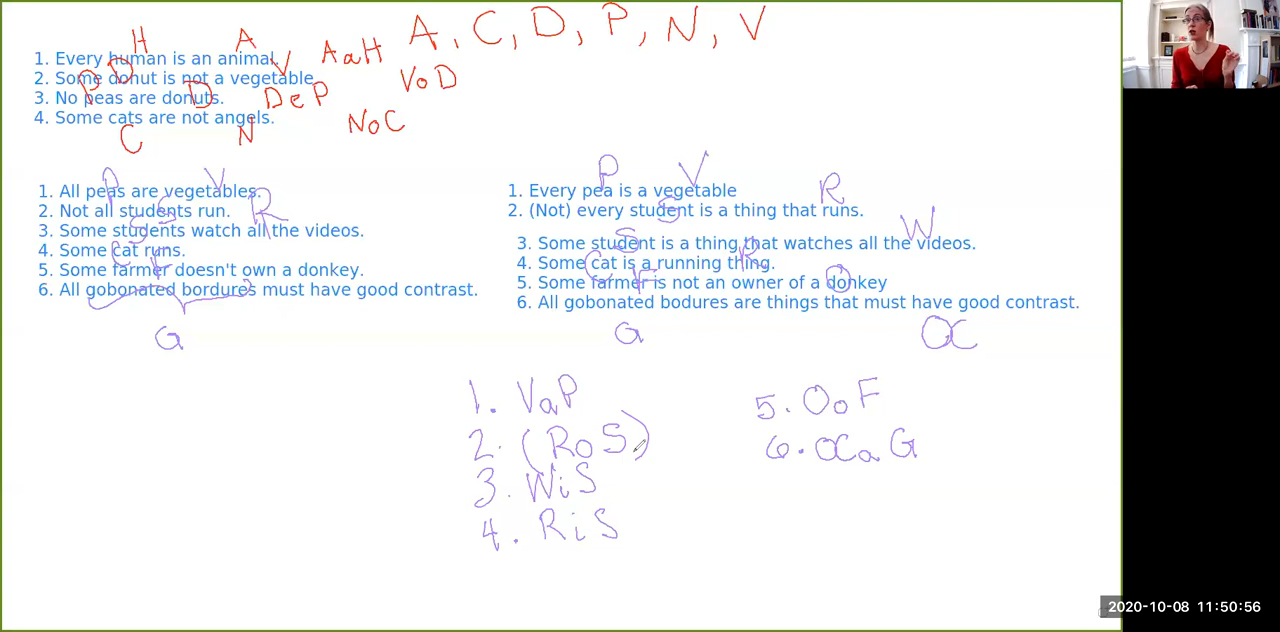 A, C, D, P, N, V
H A
1. Every human is an animal.
AaH
D V
2. Some donut is not a vegetable.
VoD
P D
3. No peas are donuts.
DeP
4. Some cats are not angels.
NoC
C N
P V
1. All peas are vegetables.
S R
2. Not all students run.
S
3. Some students watch all the videos.
4. Some cat runs.
C F
5. Some farmer doesn't own a donkey.
6. All gobonated bordures must have good contrast.
G
P V
1. Every pea is a vegetable
S R
2. (Not) every student is a thing that runs.
S W
3. Some student is a thing that watches all the videos.
C R
4. Some cat is a running thing.
F O
5. Some farmer is not an owner of a donkey
6. All gobonated bodures are things that must have good contrast.
G α
1. VaP
2. (RoS)
3. WiS
4. RiS
5. OoF
6. αaG
2020-10-08 11:50:56